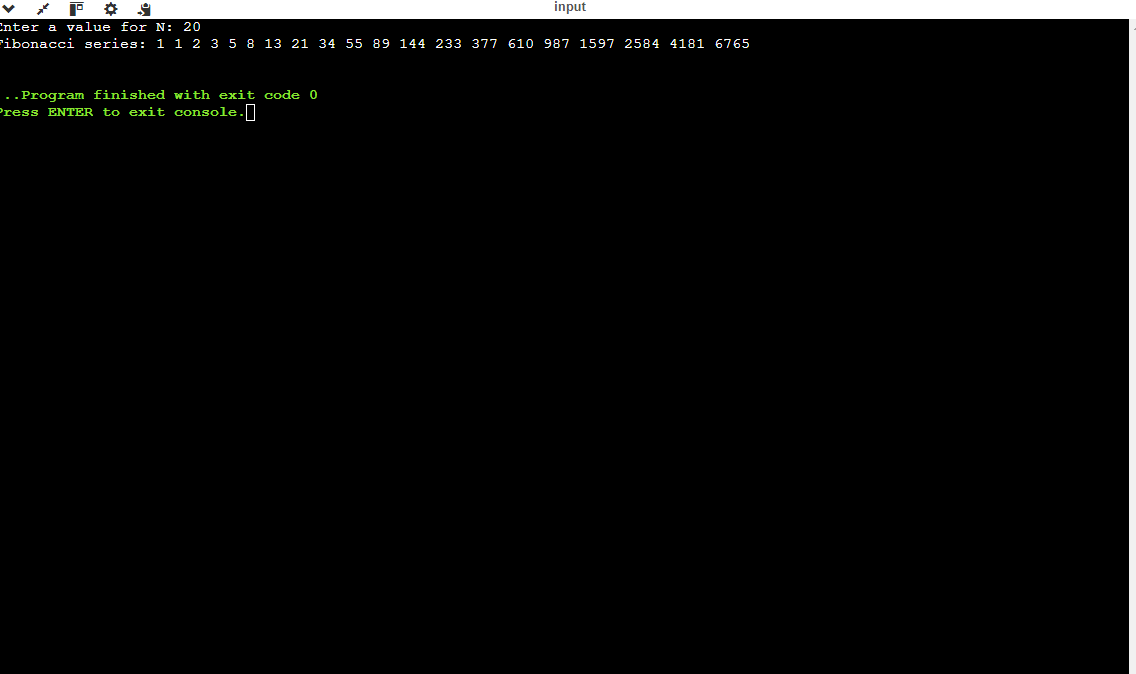 input
Enter a value for N: 20
Fibonacci series: 1 1 2 3 5 8 13 21 34 55 89 144 233 377 610 987 1597 2584 4181 6765
...Program finished with exit code 0
Press ENTER to exit console.